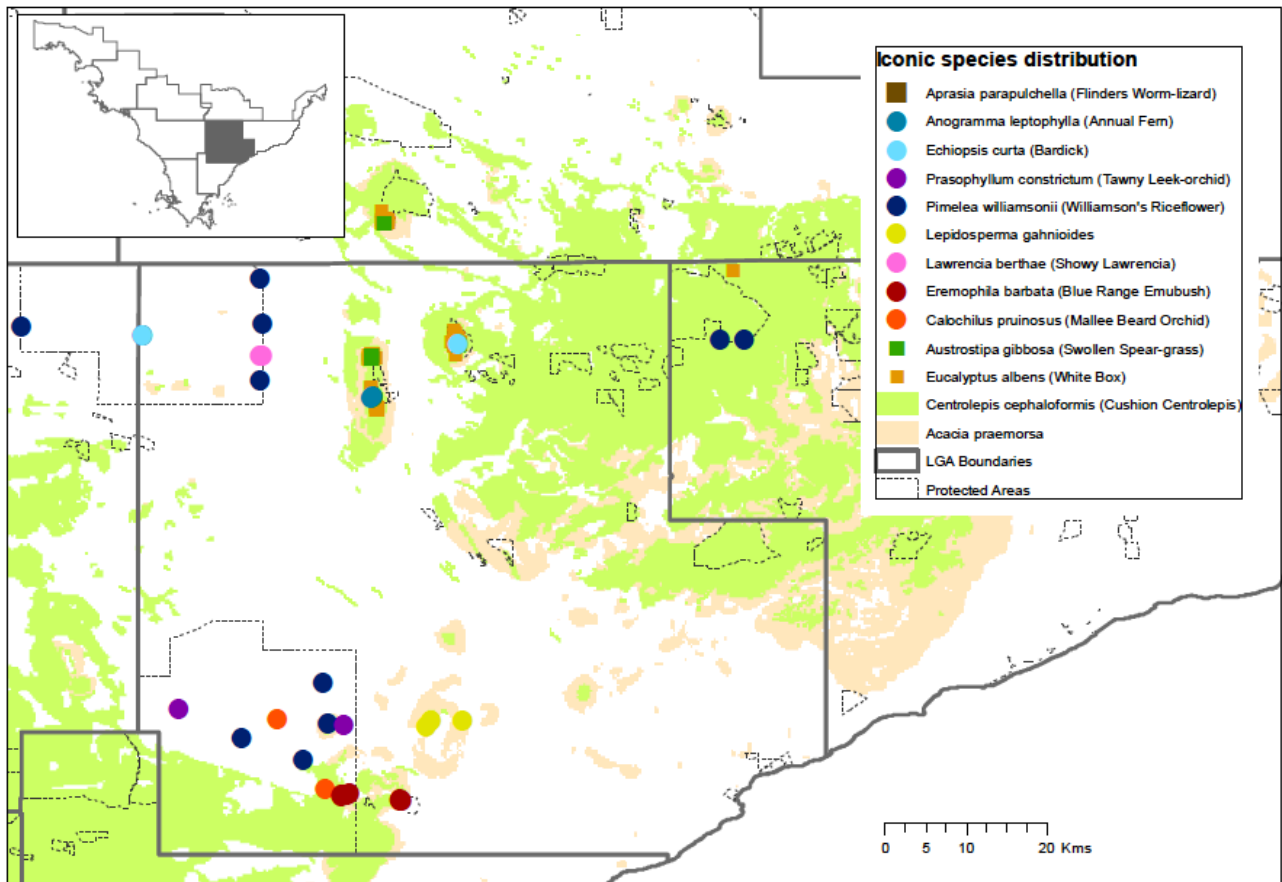 Iconic species distribution
Aprasia parapulchella (Flinders Worm-lizard)
Anogramma leptophylla (Annual Fern)
Echiopsis curta (Bardick)
Prasophyllum constrictum (Tawny Leek-orchid)
Pimelea williamsonii (Williamson's Riceflower)
Lepidosperma gahnioides
Lawrencia berthae (Showy Lawrencia)
Eremophila barbata (Blue Range Emubush)
Calochilus pruinosus (Mallee Beard Orchid)
Austrostipa gibbosa (Swollen Spear-grass)
Eucalyptus albens (White Box)
Centrolepis cephaloformis (Cushion Centrolepis)
Acacia praemorsa
LGA Boundaries
Protected Areas
0 5 10 20 Kms